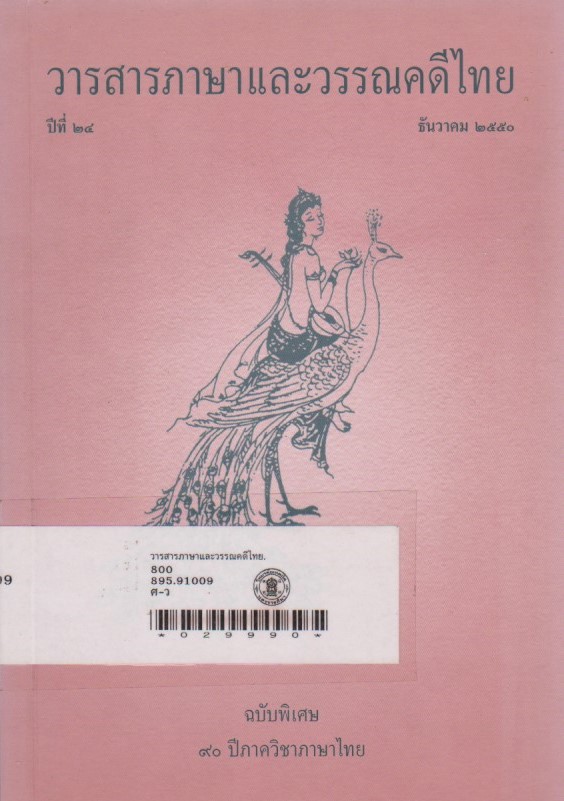 วารสารภาษาและวรรณคดีไทย
ปีที่ ๒๔
ธันวาคม ๒๕๕๐
วารสารภาษาและวรรณคดีไทย.
800
895.91009
ศ-ว
09
*029990*
ฉบับพิเศษ
๙๐ ปีภาควิชาภาษาไทย